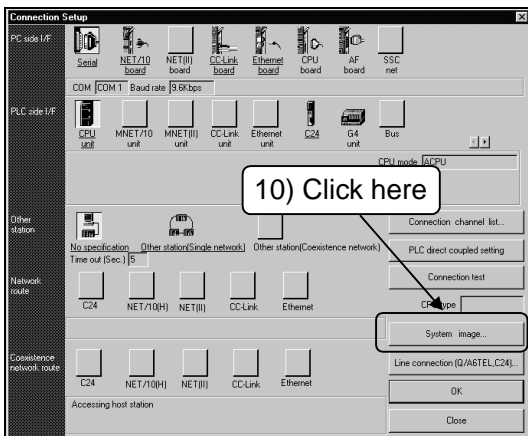 Connection Setup
PC side I/F
Serial
NET/10 board
NET(II) board
CC-Link board
Ethernet board
CPU board
AF board
SSC net
COM COM 1 Baud rate 9.6Kbps
PLC side I/F
CPU unit
MNET/10 unit
MNET(II) unit
CC-Link unit
Ethernet unit
C24
G4 unit
Bus
CPU mode ACPU
10) Click here
Other station
No specification
Other station(Single network)
Other station(Coexistence network)
Time out (Sec.) 5
Connection channel list...
PLC direct coupled setting
Connection test
Network route
C24
NET/10(H)
NET(II)
CC-Link
Ethernet
System image...
Coexistence network route
C24
NET/10(H)
NET(II)
CC-Link
Ethernet
Line connection (Q/A6TEL,C24)...
OK
Accessing host station
Close